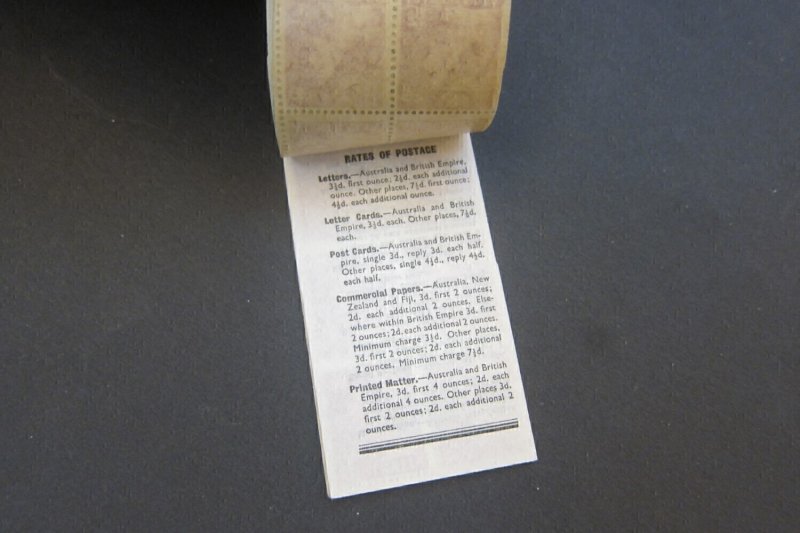 RATES OF POSTAGE
Letters.—Australia and British Empire,
3½d. first ounce; 2½d. each additional
ounce. Other places, 7½d. first ounce;
4½d. each additional ounce.
Letter Cards.—Australia and British
Empire, 3½d. each. Other places, 7½d.
each.
Post Cards.—Australia and British Em-
pire, single 3d., reply 3d. each half.
Other places, single 4½d., reply 4½d.
each half.
Commercial Papers.—Australia, New
Zealand and Fiji, 3d. first 2 ounces;
2d. each additional 2 ounces. Else-
where within British Empire 3d. first
2 ounces; 2d. each additional 2 ounces.
Minimum charge 3½d. Other places,
3d. first 2 ounces; 2d. each additional
2 ounces. Minimum charge 7½d.
Printed Matter.—Australia and British
Empire, 3d. first 4 ounces; 2d. each
additional 4 ounces. Other places 3d.
first 2 ounces; 2d. each additional 2
ounces.